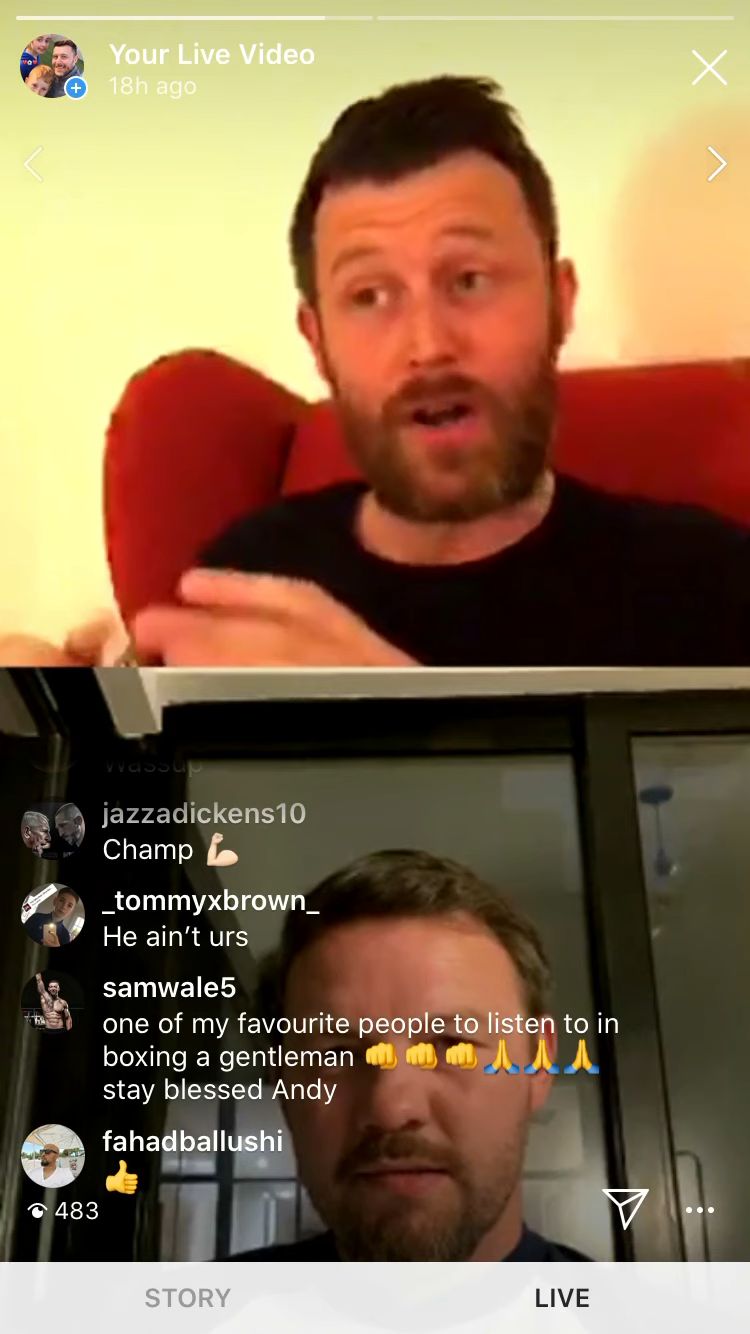 Your Live Video
18h ago
Wassup
jazzadickens10
Champ 💪🏻
_tommyxbrown_
He ain’t urs
samwale5
one of my favourite people to listen to in
boxing a gentleman 👊👊👊🙏🙏🙏
stay blessed Andy
fahadballushi
👍
483
STORY
LIVE